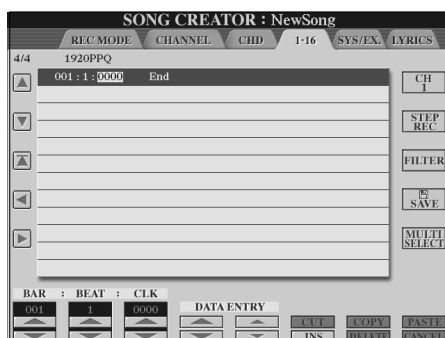 SONG CREATOR : NewSong
REC MODE CHANNEL CHD 1-16 SYS/EX. LYRICS
4/4 1920PPQ
001 : 1 : 0000 End
CH
1
STEP
REC
FILTER
SAVE
MULTI
SELECT
BAR : BEAT : CLK DATA ENTRY
001 1 0000
CUT COPY PASTE
INS DELETE CANCEL